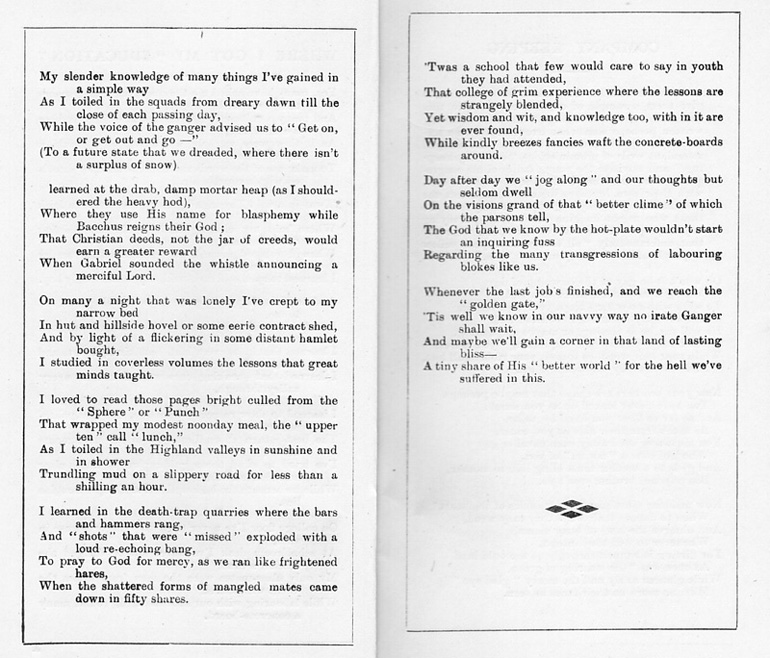 My slender knowledge of many things I've gained in
a simple way
As I toiled in the squads from dreary dawn till the
close of each passing day,
While the voice of the ganger advised us to "Get on,
or get out and go —"
(To a future state that we dreaded, where there isn't
a surplus of snow)
learned at the drab, damp mortar heap (as I should-
ered the heavy hod),
Where they use His name for blasphemy while
Bacchus reigns their God ;
That Christian deeds, not the jar of creeds, would
earn a greater reward
When Gabriel sounded the whistle announcing a
merciful Lord.
On many a night that was lonely I've crept to my
narrow bed
In hut and hillside hovel or some eerie contract shed,
And by light of a flickering in some distant hamlet
bought,
I studied in coverless volumes the lessons that great
minds taught.
I loved to read those pages bright culled from the
"Sphere" or "Punch"
That wrapped my modest noonday meal, the "upper
ten" call "lunch,"
As I toiled in the Highland valleys in sunshine and
in shower
Trundling mud on a slippery road for less than a
shilling an hour.
I learned in the death-trap quarries where the bars
and hammers rang,
And "shots" that were "missed" exploded with a
loud re-echoing bang,
To pray to God for mercy, as we ran like frightened
hares,
When the shattered forms of mangled mates came
down in fifty shares.
'Twas a school that few would care to say in youth
they had attended,
That college of grim experience where the lessons are
strangely blended,
Yet wisdom and wit, and knowledge too, with in it are
ever found,
While kindly breezes fancies waft the concrete-boards
around.
Day after day we "jog along" and our thoughts but
seldom dwell
On the visions grand of that "better clime" of which
the parsons tell,
The God that we know by the hot-plate wouldn't start
an inquiring fuss
Regarding the many transgressions of labouring
blokes like us.
Whenever the last job's finished, and we reach the
"golden gate,"
'Tis well we know in our navvy way no irate Ganger
shall wait,
And maybe we'll gain a corner in that land of lasting
bliss—
A tiny share of His "better world" for the hell we've
suffered in this.